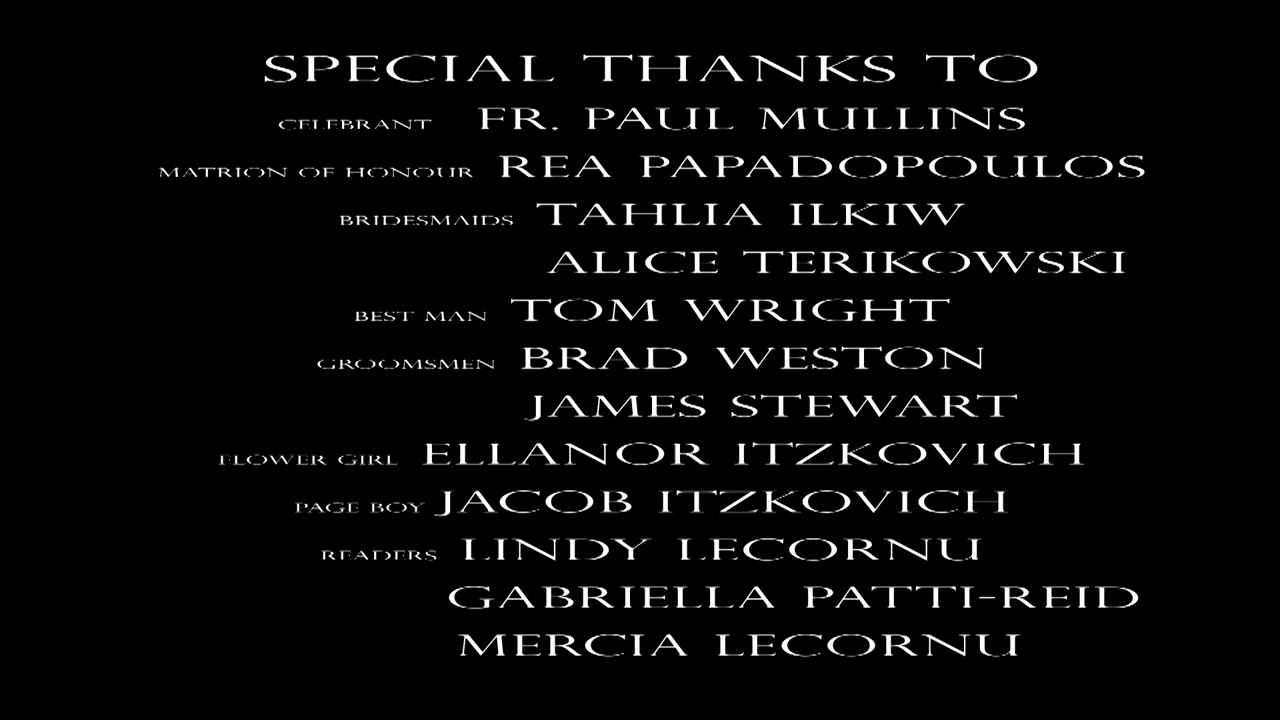 SPECIAL THANKS TO
CELEBRANT FR. PAUL MULLINS
MATRION OF HONOUR REA PAPADOPOULOS
BRIDESMAIDS TAHLIA ILKIW
ALICE TERIKOWSKI
BEST MAN TOM WRIGHT
GROOMSMEN BRAD WESTON
JAMES STEWART
FLOWER GIRL ELLANOR ITZKOVICH
PAGE BOY JACOB ITZKOVICH
READERS LINDY LECORNU
GABRIELLA PATTI-REID
MERCIA LECORNU